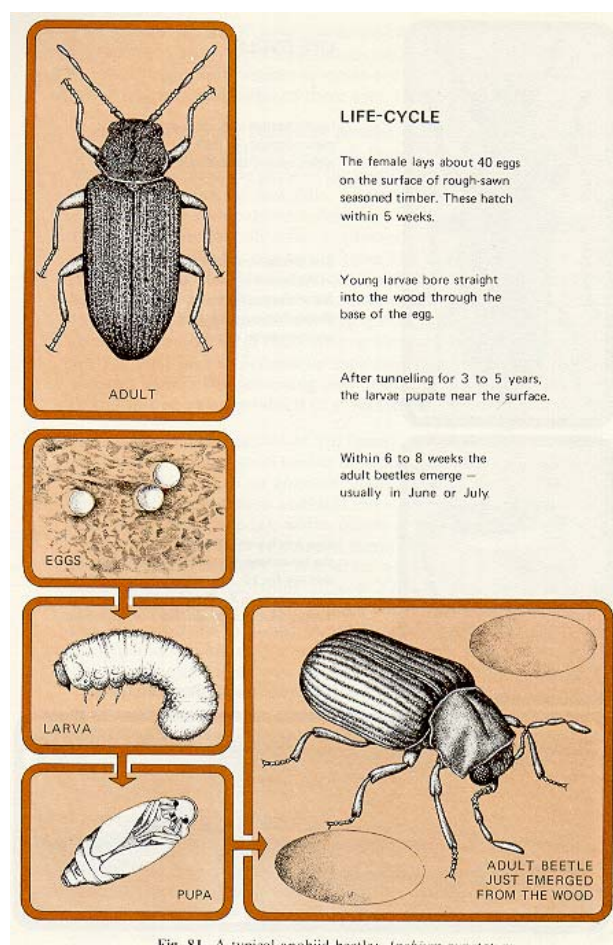 LIFE-CYCLE
The female lays about 40 eggs
on the surface of rough-sawn
seasoned timber. These hatch
within 5 weeks.
Young larvae bore straight
into the wood through the
base of the egg.
After tunnelling for 3 to 5 years,
the larvae pupate near the surface.
Within 6 to 8 weeks the
adult beetles emerge —
usually in June or July.
ADULT
EGGS
LARVA
PUPA
ADULT BEETLE
JUST EMERGED
FROM THE WOOD
Fig. 81 A typical anobiid beetle: